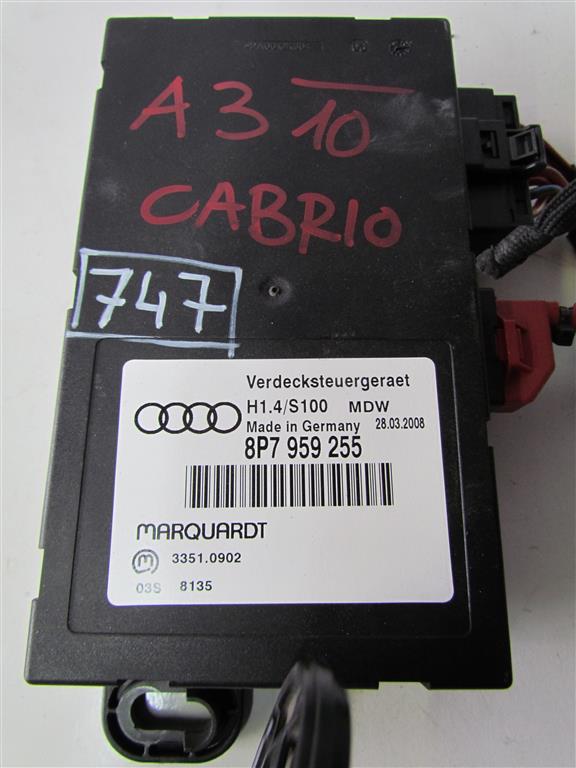 A3 10
CABRIO
747
Verdecksteuergeraet
H1.4/S100 MDW
Made in Germany 28.03.2008
8P7 959 255
MARQUARDT
m 3351.0902
03S 8135